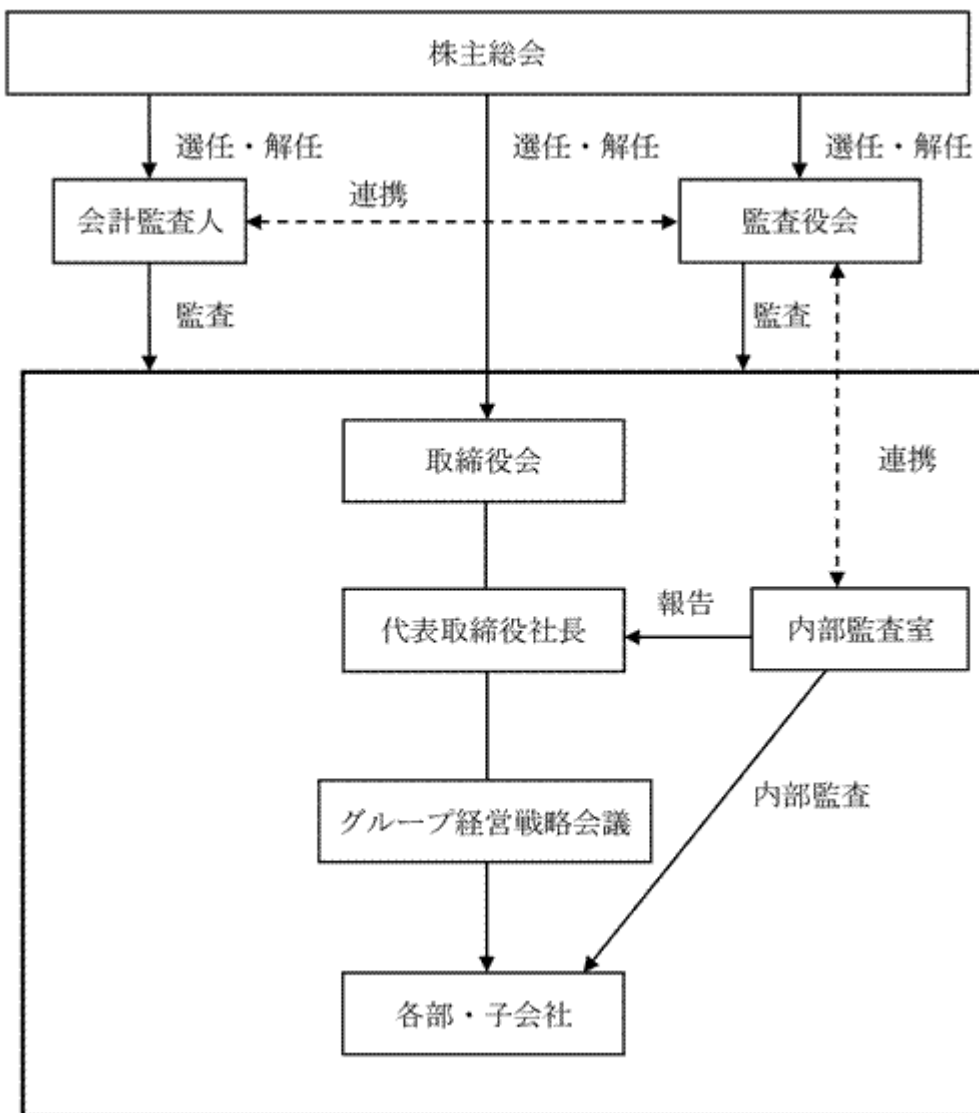 株主総会
選任・解任
選任・解任
選任・解任
連携
会計監査人
監査役会
監査
監査
取締役会
連携
代表取締役社長
報告
内部監査室
グループ経営戦略会議
内部監査
各部・子会社